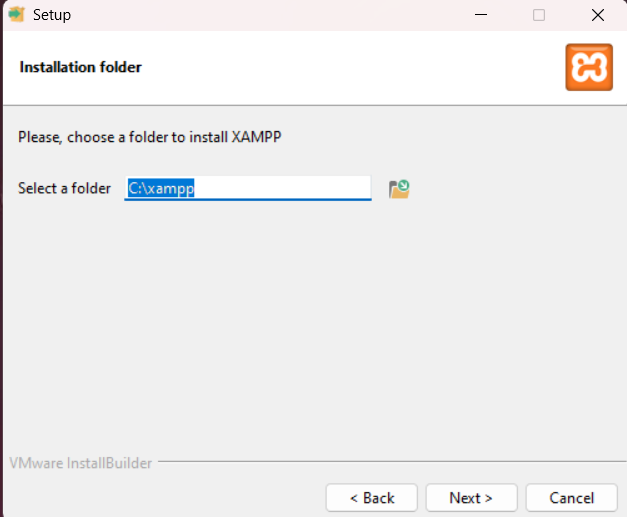 Setup
Installation folder
Please, choose a folder to install XAMPP
Select a folder C:\xampp
VMware InstallBuilder
< Back Next > Cancel